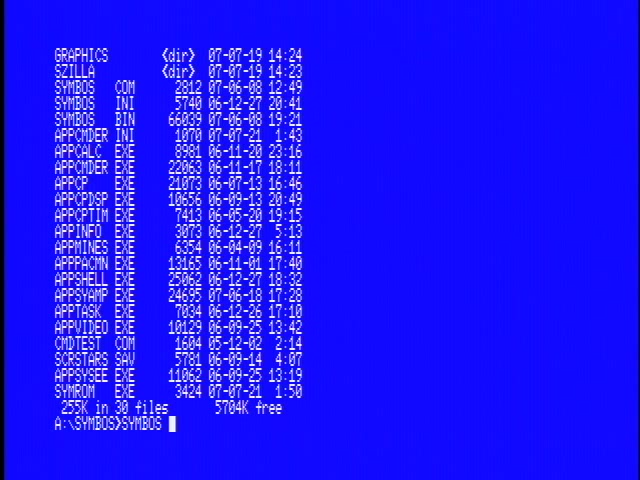 GRAPHICS <dir> 07-07-19 14:24
SZILLA <dir> 07-07-19 14:23
SYMBOS COM 2812 07-06-08 12:49
SYMBOS INI 5740 06-12-27 20:41
SYMBOS BIN 66039 07-06-08 19:21
APPCMDER INI 1070 07-07-21 1:43
APPCALC EXE 8981 06-11-20 23:16
APPCMDER EXE 22063 06-11-17 18:11
APPCP EXE 21073 06-07-13 16:46
APPCPDSP EXE 10656 06-09-13 20:49
APPCPTIM EXE 7413 06-05-20 19:15
APPINFO EXE 3073 06-12-27 5:13
APPMINES EXE 6354 06-04-09 16:11
APPPACMN EXE 13165 06-11-01 17:40
APPSHELL EXE 25062 06-12-27 18:32
APPSYAMP EXE 24695 07-06-18 17:28
APPTASK EXE 7034 06-12-26 17:10
APPVIDEO EXE 10129 06-09-25 13:42
CMDTEST COM 1604 05-12-02 2:14
SCRSTARS SAV 5781 06-09-14 4:07
APPSYSEE EXE 11062 06-09-25 13:19
SYMROM EXE 3424 07-07-21 1:50
255K in 30 files 5704K free
A:\SYMBOS>SYMBOS